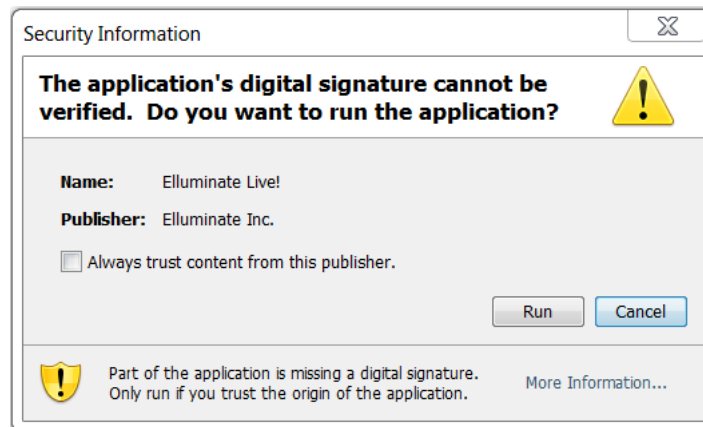 Security Information
The application's digital signature cannot be
verified.  Do you want to run the application?
Name: Elluminate Live!
Publisher: Elluminate Inc.
Always trust content from this publisher.
Run Cancel
Part of the application is missing a digital signature.
Only run if you trust the origin of the application.
More Information...